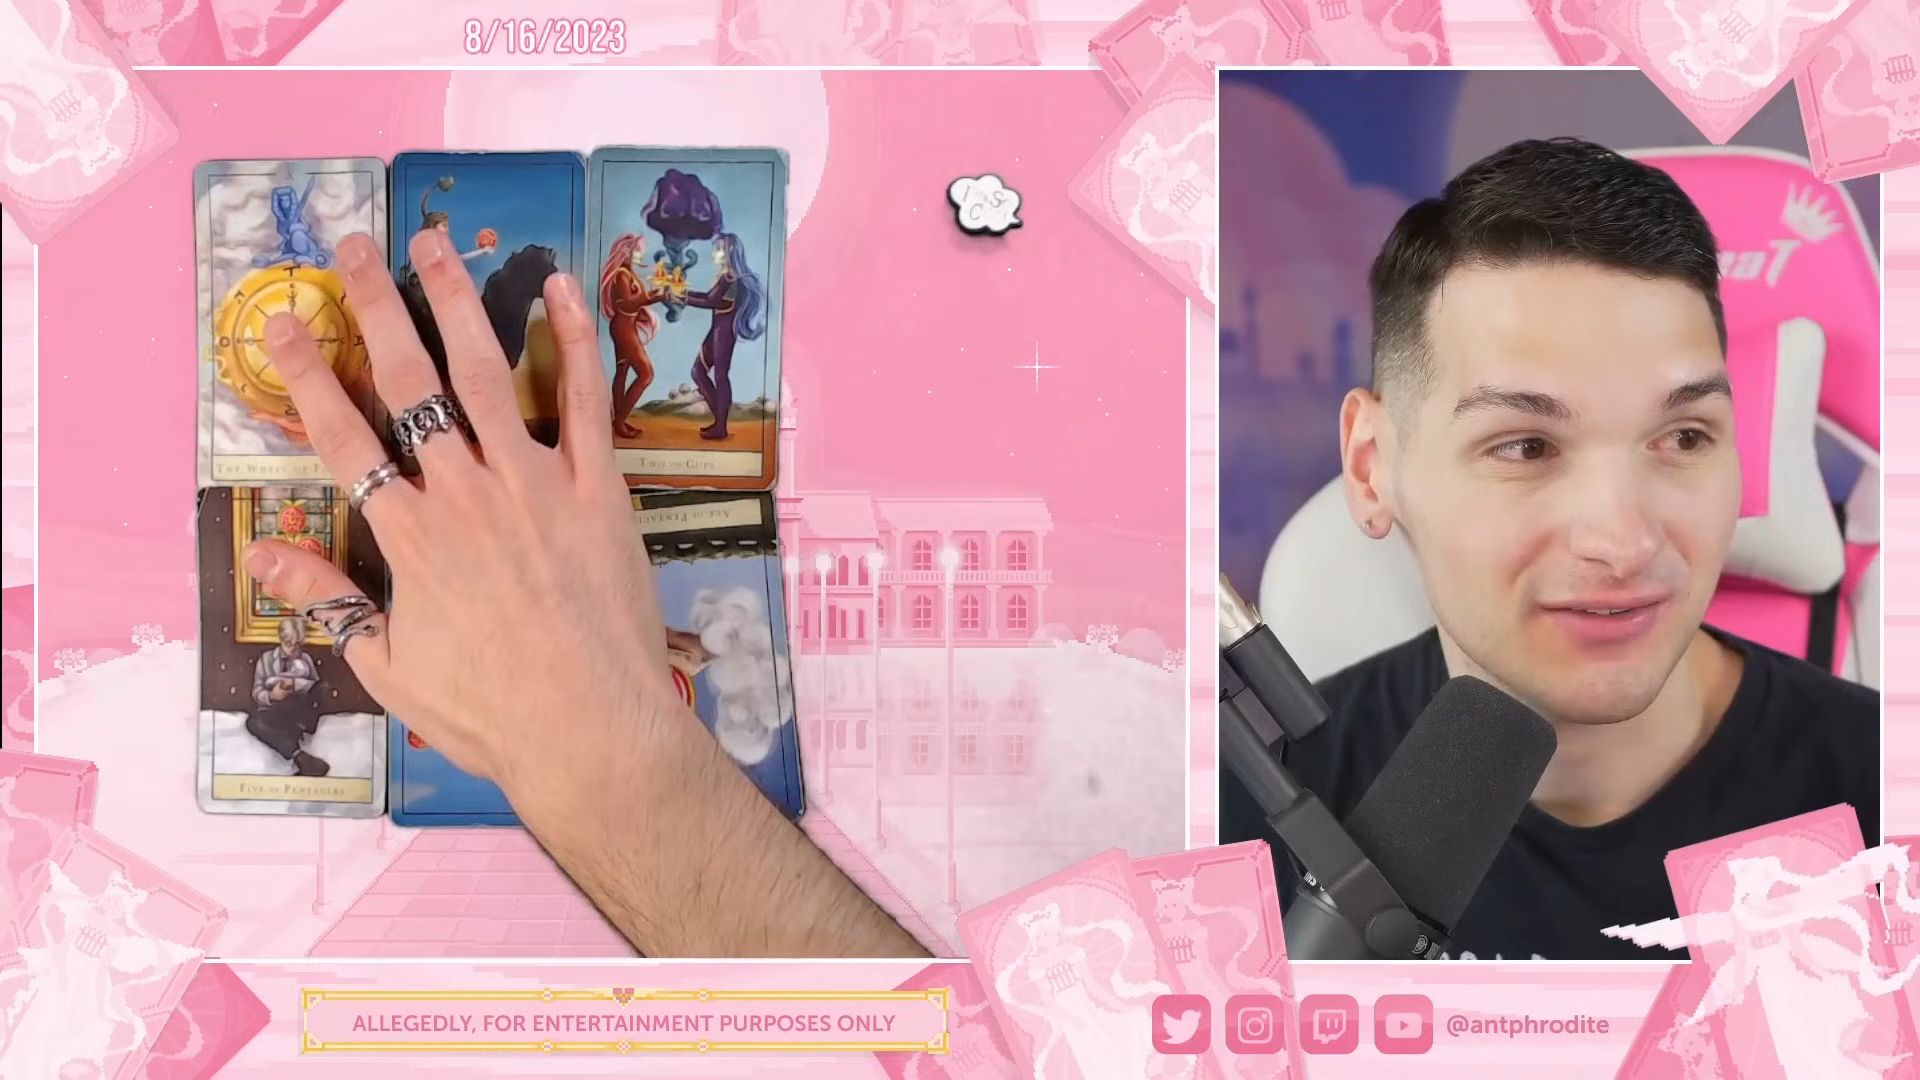 8/16/2023
THE WHEEL OF F
TWO OF CUPS
ACE OF PENTACL
FIVE OF PENTACLES
ALLEGEDLY, FOR ENTERTAINMENT PURPOSES ONLY
@antphrodite